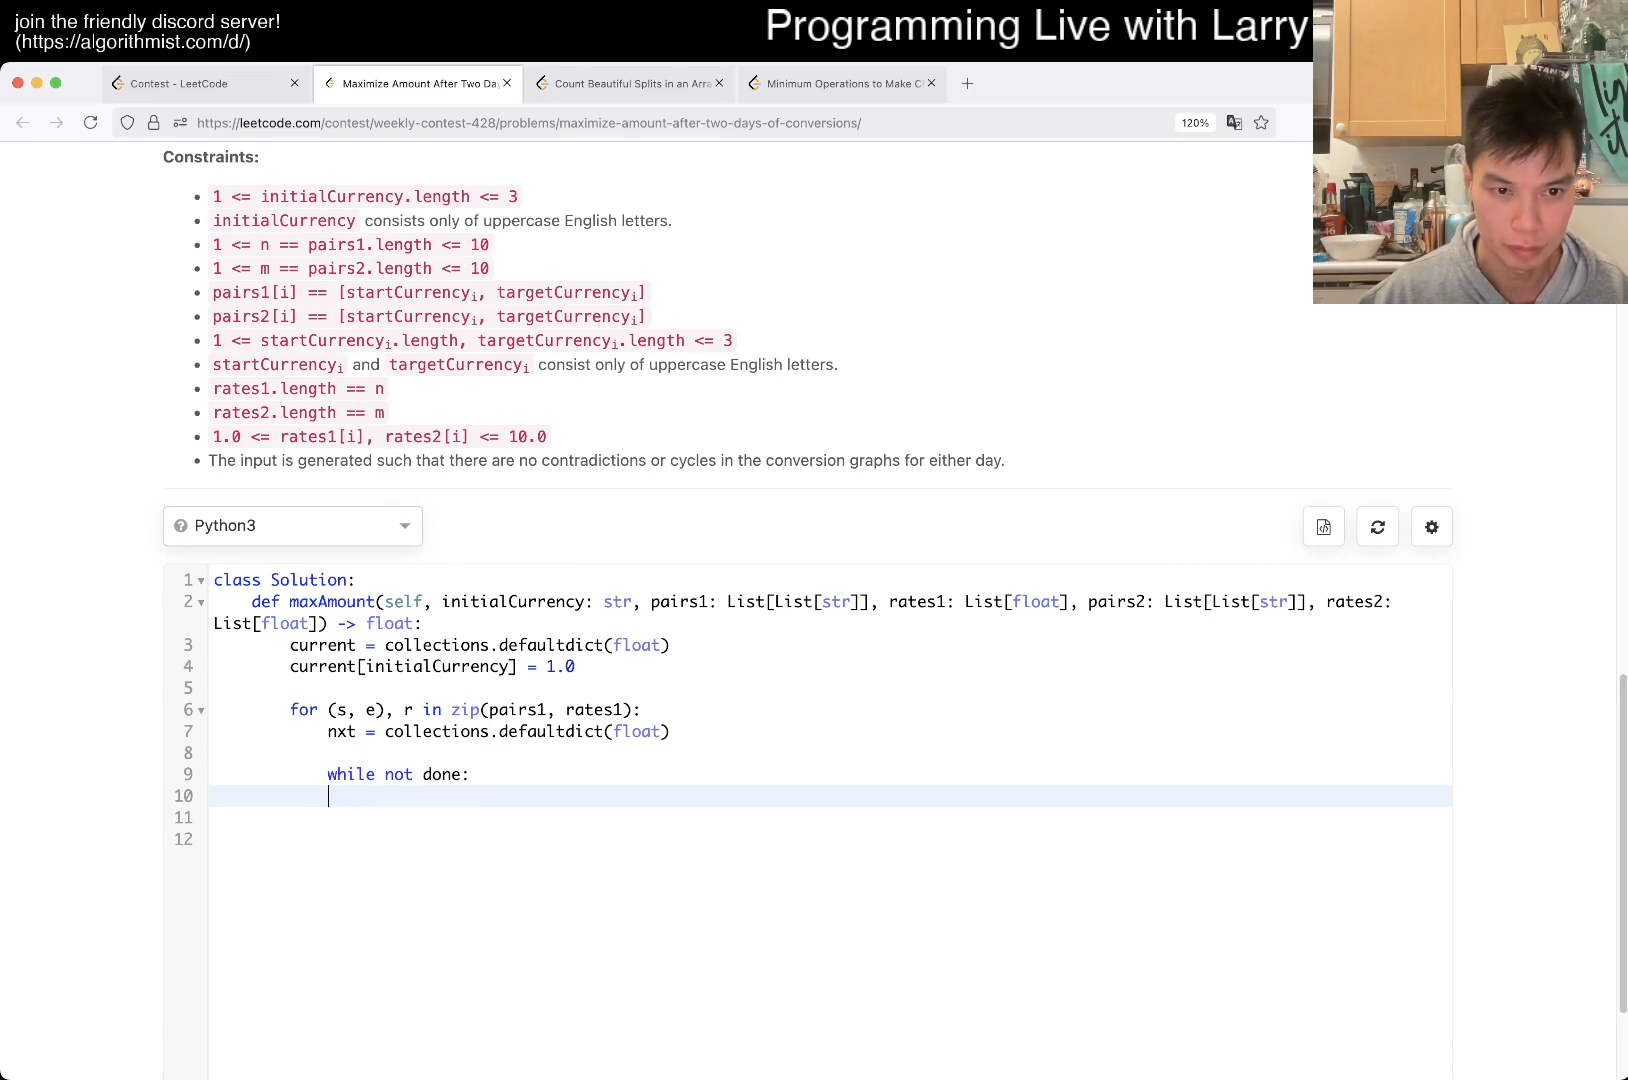 join the friendly discord server!
(https://algorithmist.com/d/)
Programming Live with Larry
Contest - LeetCode
Maximize Amount After Two Da
Count Beautiful Splits in an Arra
Minimum Operations to Make C
https://leetcode.com/contest/weekly-contest-428/problems/maximize-amount-after-two-days-of-conversions/
120%
Constraints:
1 <= initialCurrency.length <= 3
initialCurrency consists only of uppercase English letters.
1 <= n == pairs1.length <= 10
1 <= m == pairs2.length <= 10
pairs1[i] == [startCurrencyi, targetCurrencyi]
pairs2[i] == [startCurrencyi, targetCurrencyi]
1 <= startCurrencyi.length, targetCurrencyi.length <= 3
startCurrencyi and targetCurrencyi consist only of uppercase English letters.
rates1.length == n
rates2.length == m
1.0 <= rates1[i], rates2[i] <= 10.0
The input is generated such that there are no contradictions or cycles in the conversion graphs for either day.
Python3
1 class Solution:
2 def maxAmount(self, initialCurrency: str, pairs1: List[List[str]], rates1: List[float], pairs2: List[List[str]], rates2:
List[float]) -> float:
3 current = collections.defaultdict(float)
4 current[initialCurrency] = 1.0
5
6 for (s, e), r in zip(pairs1, rates1):
7 nxt = collections.defaultdict(float)
8
9 while not done:
10
11
12